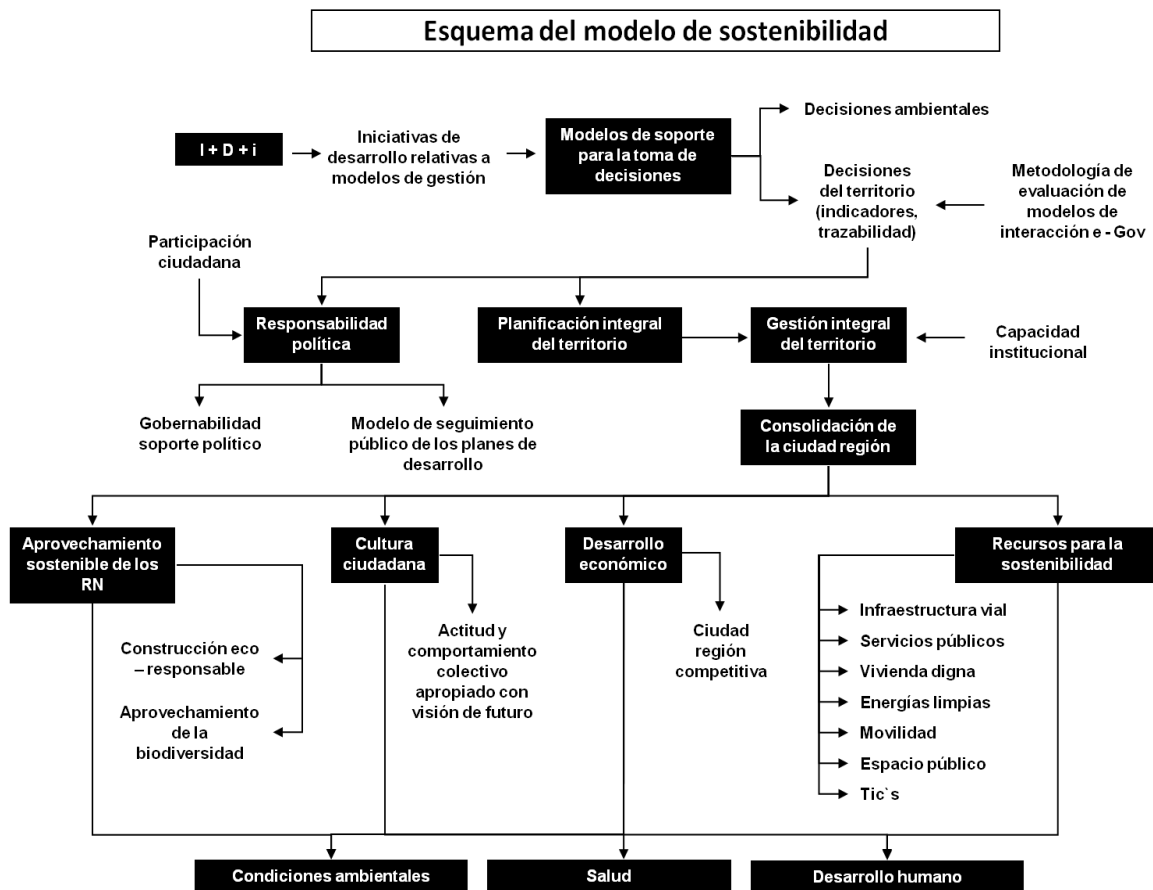 Esquema del modelo de sostenibilidad
Decisiones ambientales
I + D + i
Iniciativas de
desarrollo relativas a
modelos de gestión
Modelos de soporte
para la toma de
decisiones
Decisiones
del territorio
(indicadores,
trazabilidad)
Metodología de
evaluación de
modelos de
interacción e - Gov
Participación
ciudadana
Responsabilidad
política
Planificación integral
del territorio
Gestión integral
del territorio
Capacidad
institucional
Gobernabilidad
soporte político
Modelo de seguimiento
público de los planes de
desarrollo
Consolidación de
la ciudad región
Aprovechamiento
sostenible de los
RN
Cultura
ciudadana
Desarrollo
económico
Recursos para la
sostenibilidad
Construcción eco
– responsable
Aprovechamiento
de la
biodiversidad
Actitud y
comportamiento
colectivo
apropiado con
visión de futuro
Ciudad
región
competitiva
Infraestructura vial
Servicios públicos
Vivienda digna
Energías limpias
Movilidad
Espacio público
Tic`s
Condiciones ambientales
Salud
Desarrollo humano